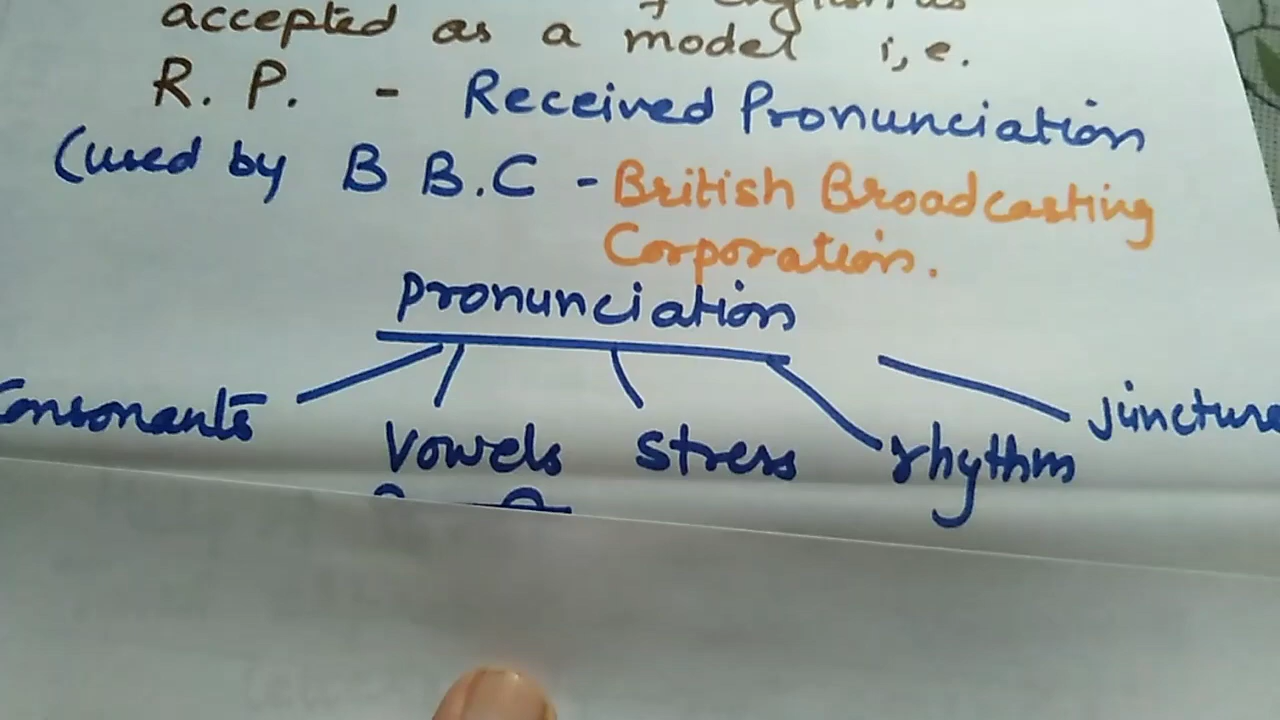 accepted as a model i,e.
R. P. - Received Pronunciation
(used by B B.C - British Broadcasting
Corporation.
Pronunciation
Consonants Vowels Stress rhythm juncture